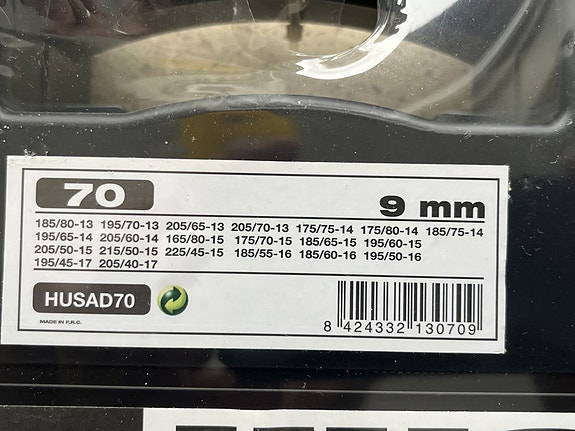 70 9 mm
185/80-13 195/70-13 205/65-13 205/70-13 175/75-14 175/80-14 185/75-14
195/65-14 205/60-14 165/80-15 175/70-15 185/65-15 195/60-15
205/50-15 215/50-15 225/45-15 185/55-16 185/60-16 195/50-16
195/45-17 205/40-17
HUSAD70
MADE IN P.R.C.
8 424332 130709